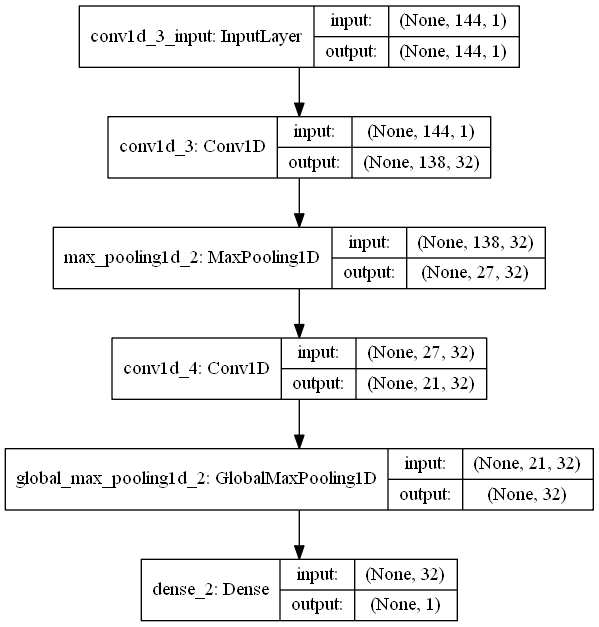 conv1d_3_input: InputLayer
input: (None, 144, 1)
output: (None, 144, 1)
conv1d_3: Conv1D
input: (None, 144, 1)
output: (None, 138, 32)
max_pooling1d_2: MaxPooling1D
input: (None, 138, 32)
output: (None, 27, 32)
conv1d_4: Conv1D
input: (None, 27, 32)
output: (None, 21, 32)
global_max_pooling1d_2: GlobalMaxPooling1D
input: (None, 21, 32)
output: (None, 32)
dense_2: Dense
input: (None, 32)
output: (None, 1)